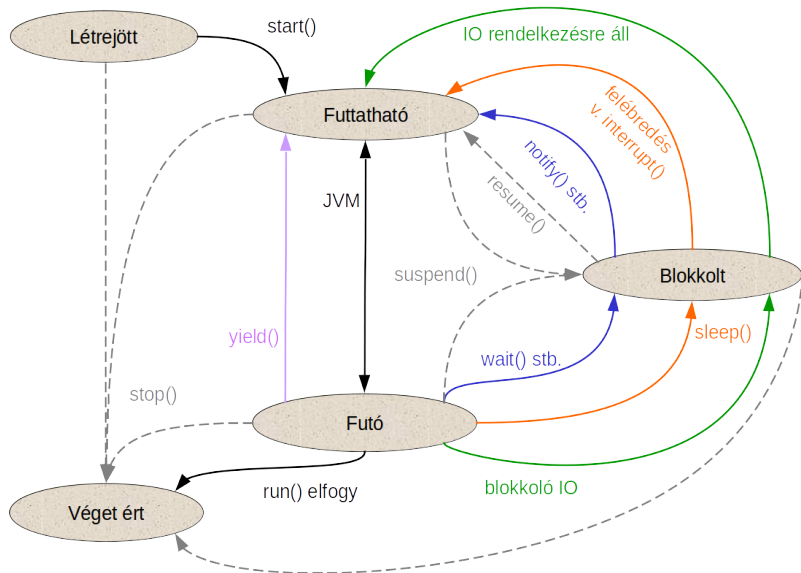 start()
Létrejött
IO rendelkezésre áll
Futtatható
felébredés
v. interrupt()
notify() stb.
JVM
resume()
suspend()
Blokkolt
yield()
sleep()
wait() stb.
stop()
Futó
run() elfogy
blokkoló IO
Véget ért